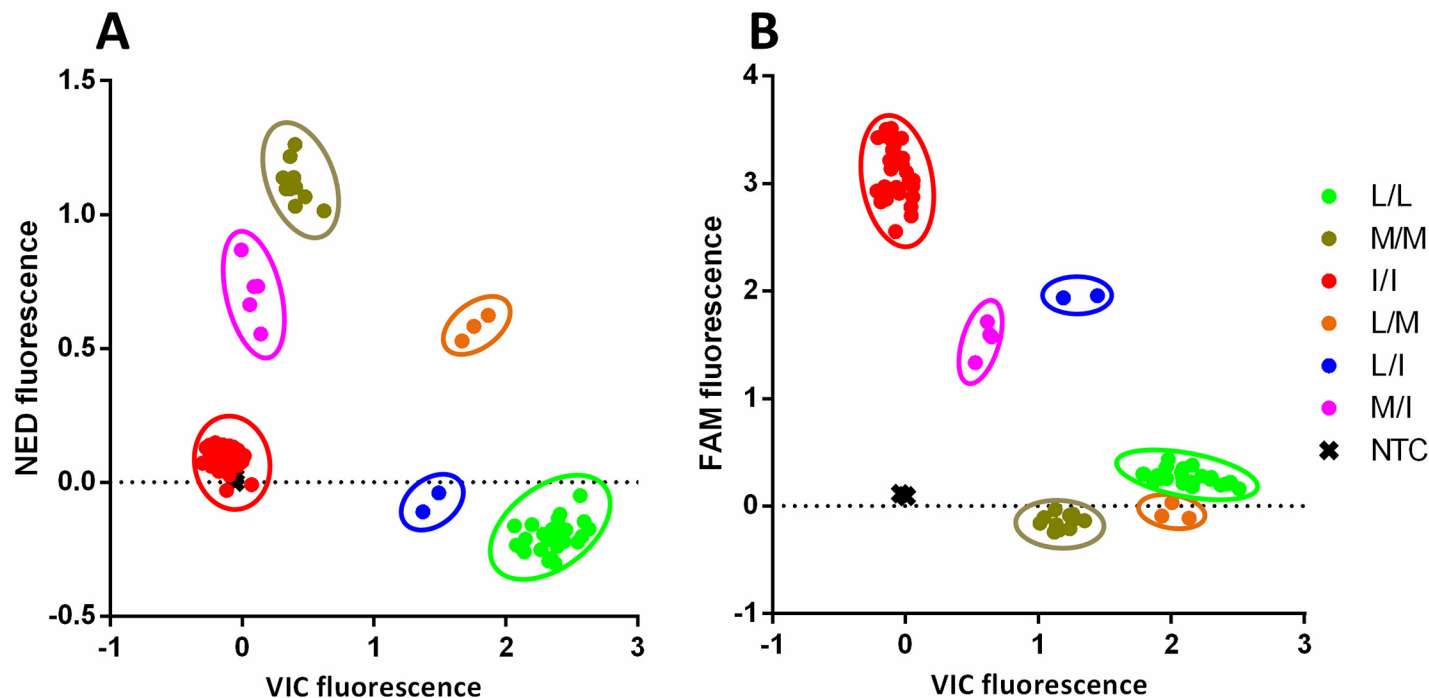 A
NED fluorescence
1.5
1.0
0.5
0.0
-0.5
-1
0
1
2
3
VIC fluorescence
B
FAM fluorescence
4
3
2
1
0
-1
-1
0
1
2
3
VIC fluorescence
L/L
M/M
I/I
L/M
L/I
M/I
NTC